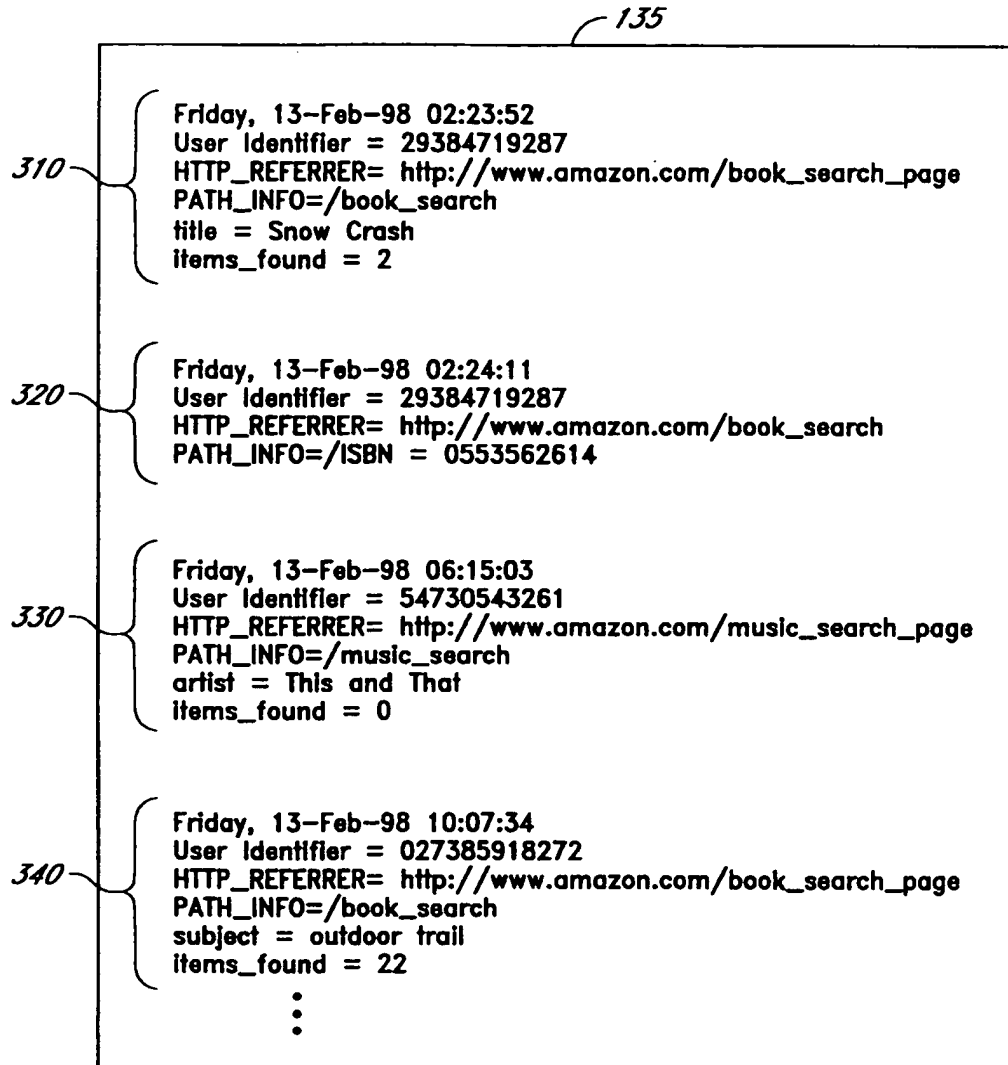 135
310
Friday, 13-Feb-98 02:23:52
User Identifier = 29384719287
HTTP_REFERRER= http://www.amazon.com/book_search_page
PATH_INFO=/book_search
title = Snow Crash
items_found = 2
320
Friday, 13-Feb-98 02:24:11
User Identifier = 29384719287
HTTP_REFERRER= http://www.amazon.com/book_search
PATH_INFO=/ISBN = 0553562614
330
Friday, 13-Feb-98 06:15:03
User Identifier = 54730543261
HTTP_REFERRER= http://www.amazon.com/music_search_page
PATH_INFO=/music_search
artist = This and That
items_found = 0
340
Friday, 13-Feb-98 10:07:34
User Identifier = 027385918272
HTTP_REFERRER= http://www.amazon.com/book_search_page
PATH_INFO=/book_search
subject = outdoor trail
items_found = 22